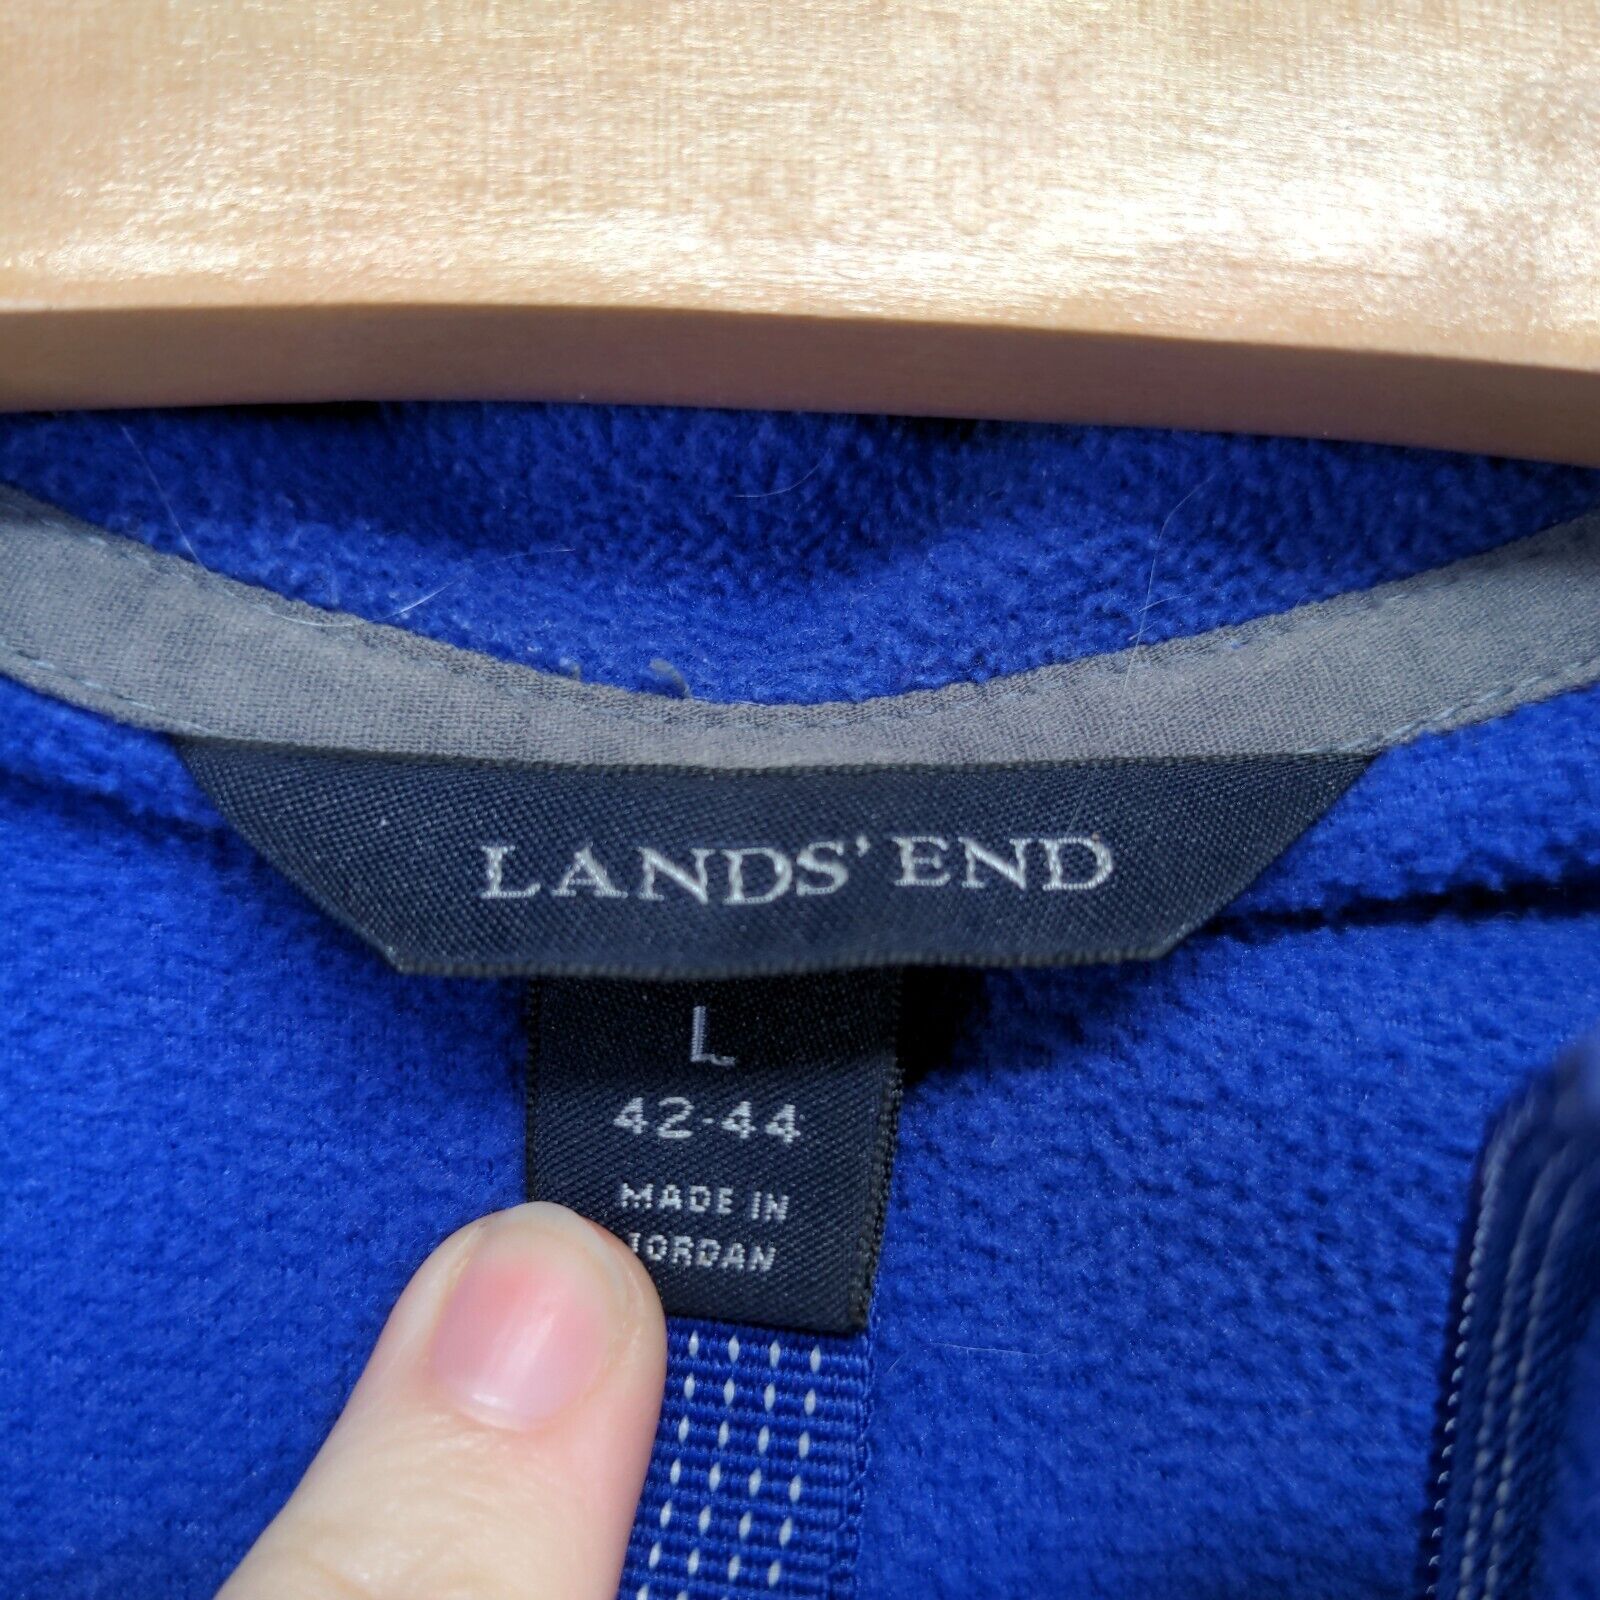 LANDS' END
L
42-44
MADE IN
JORDAN